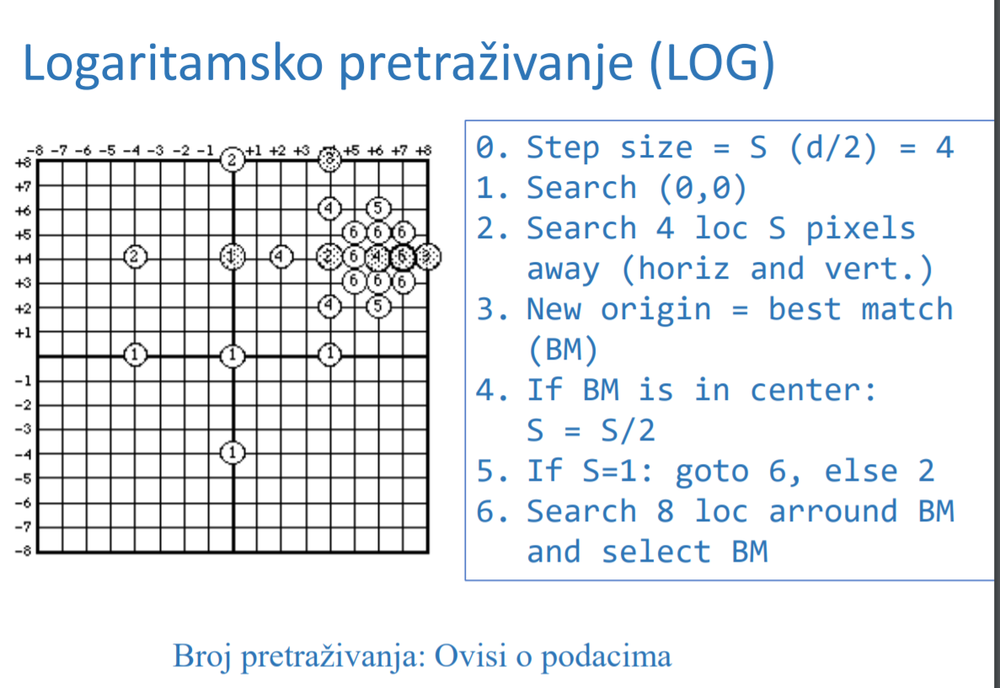 Logaritamsko pretraživanje (LOG)
-8 -7 -6 -5 -4 -3 -2 -1 +1 +2 +3 +5 +6 +7 +8
+8 2 3
+7
+6 4 5
+5 6 6 6
+4 2 1 4 2 6 4 6 3
+3 6 6 6
+2 4 5
+1
1 1 1
-1
-2
-3
-4 1
-5
-6
-7
-8
0. Step size = S (d/2) = 4
1. Search (0,0)
2. Search 4 loc S pixels
away (horiz and vert.)
3. New origin = best match
(BM)
4. If BM is in center:
S = S/2
5. If S=1: goto 6, else 2
6. Search 8 loc arround BM
and select BM
Broj pretraživanja: Ovisi o podacima